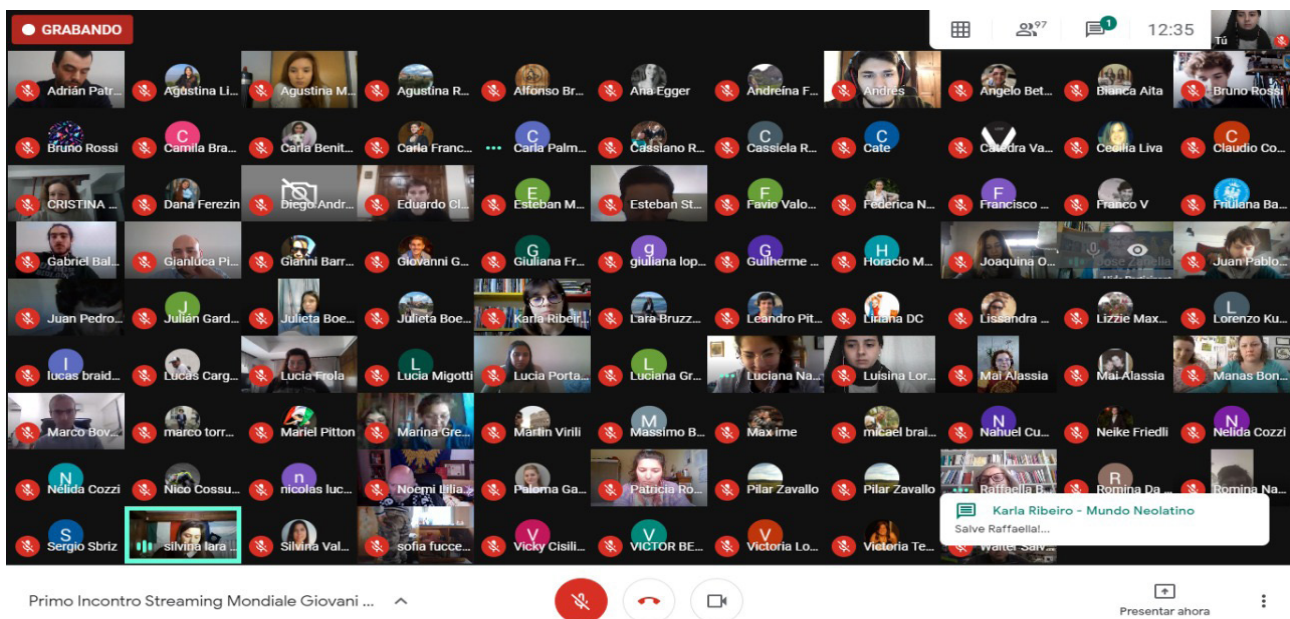 GRABANDO
97
1
12:35
Tú
Adrián Patr...
Agustina Li...
Agustina M...
Agustina R...
Alfonso Br...
Ana Egger
Andreína F...
Andres
Angelo Bet...
Bianca Aita
Bruno Rossi
Bruno Rossi
C
Camila Bra...
Carla Benit...
Carla Franc...
C
Carla Palm...
Cassiano R...
C
Cassiela R...
C
Cate
Cátedra Va...
Cecilia Liva
C
Claudio Co...
CRISTINA ...
Dana Ferezin
Diego Andr...
Eduardo Cl...
E
Esteban M...
Esteban St...
F
Favio Valo...
Federica N...
F
Francisco ...
Franco V
Friulana Ba...
Gabriel Bal...
Gianluca Pi...
Gianni Barr...
Giovanni G...
G
Giuliana Fr...
g
giuliana lop...
G
Guilherme ...
H
Horacio M...
Joaquina O...
Jose Zanella
Juan Pablo...
Juan Pedro...
J
Julián Gard...
Julieta Boe...
Julieta Boe...
Karla Ribeir...
Lara Bruzz...
Leandro Pit...
Liriana DC
Lissandra ...
Lizzie Max...
L
Lorenzo Ku...
l
lucas braid...
Lucas Carg...
Lucia Frola
L
Lucia Migotti
Lucia Porta...
L
Luciana Gr...
Luciana Na...
Luisina Lor...
Mai Alassia
Mai Alassia
Manas Bon...
Marco Bov...
marco torr...
Mariel Pitton
Marina Gre...
Martin Virili
M
Massimo B...
Max ime
micael brai...
N
Nahuel Cu...
Neike Friedli
N
Nelida Cozzi
N
Nélida Cozzi
Nico Cossu...
n
nicolas luc...
Noemi Lilia...
Paloma Ga...
Patricia Ro...
Pilar Zavallo
Pilar Zavallo
Raffaella B...
R
Romina Da ...
Romina Na...
S
Sergio Sbriz
silvina lara ...
Silvina Val...
sofia fucce...
V
Vicky Cisili...
V
VICTOR BE...
V
Victoria Lo...
Victoria Te...
Walter Salv...
Karla Ribeiro - Mundo Neolatino
Salve Raffaella!...
Primo Incontro Streaming Mondiale Giovani ...
Presentar ahora